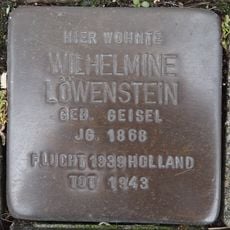 HIER WOHNTE
WILHELMINE
LÖWENSTEIN
GEB. GEISEL
JG. 1868
FLUCHT 1939 HOLLAND
TOT 1943